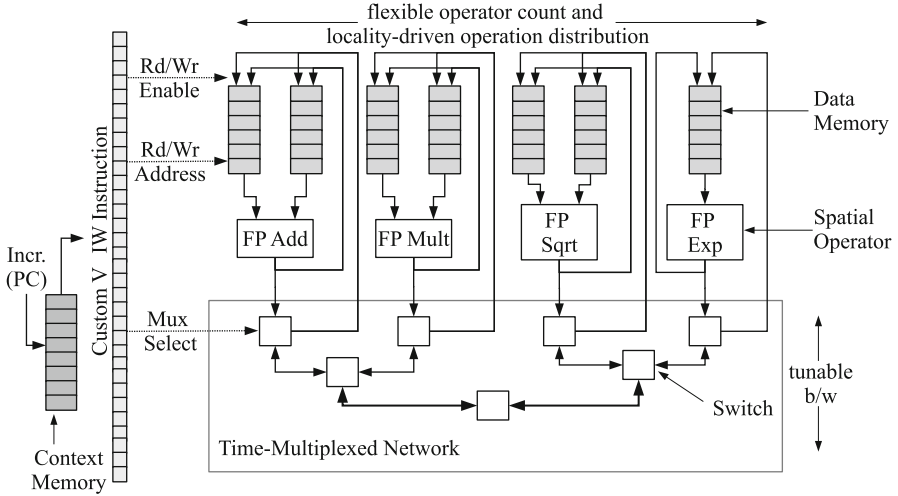 flexible operator count and
locality-driven operation distribution
Rd/Wr
Enable
Rd/Wr
Address
Data
Memory
Custom V IW Instruction
FP Add
FP Mult
FP
Sqrt
FP
Exp
Spatial
Operator
Incr.
(PC)
Mux
Select
tunable
b/w
Switch
Time-Multiplexed Network
Context
Memory